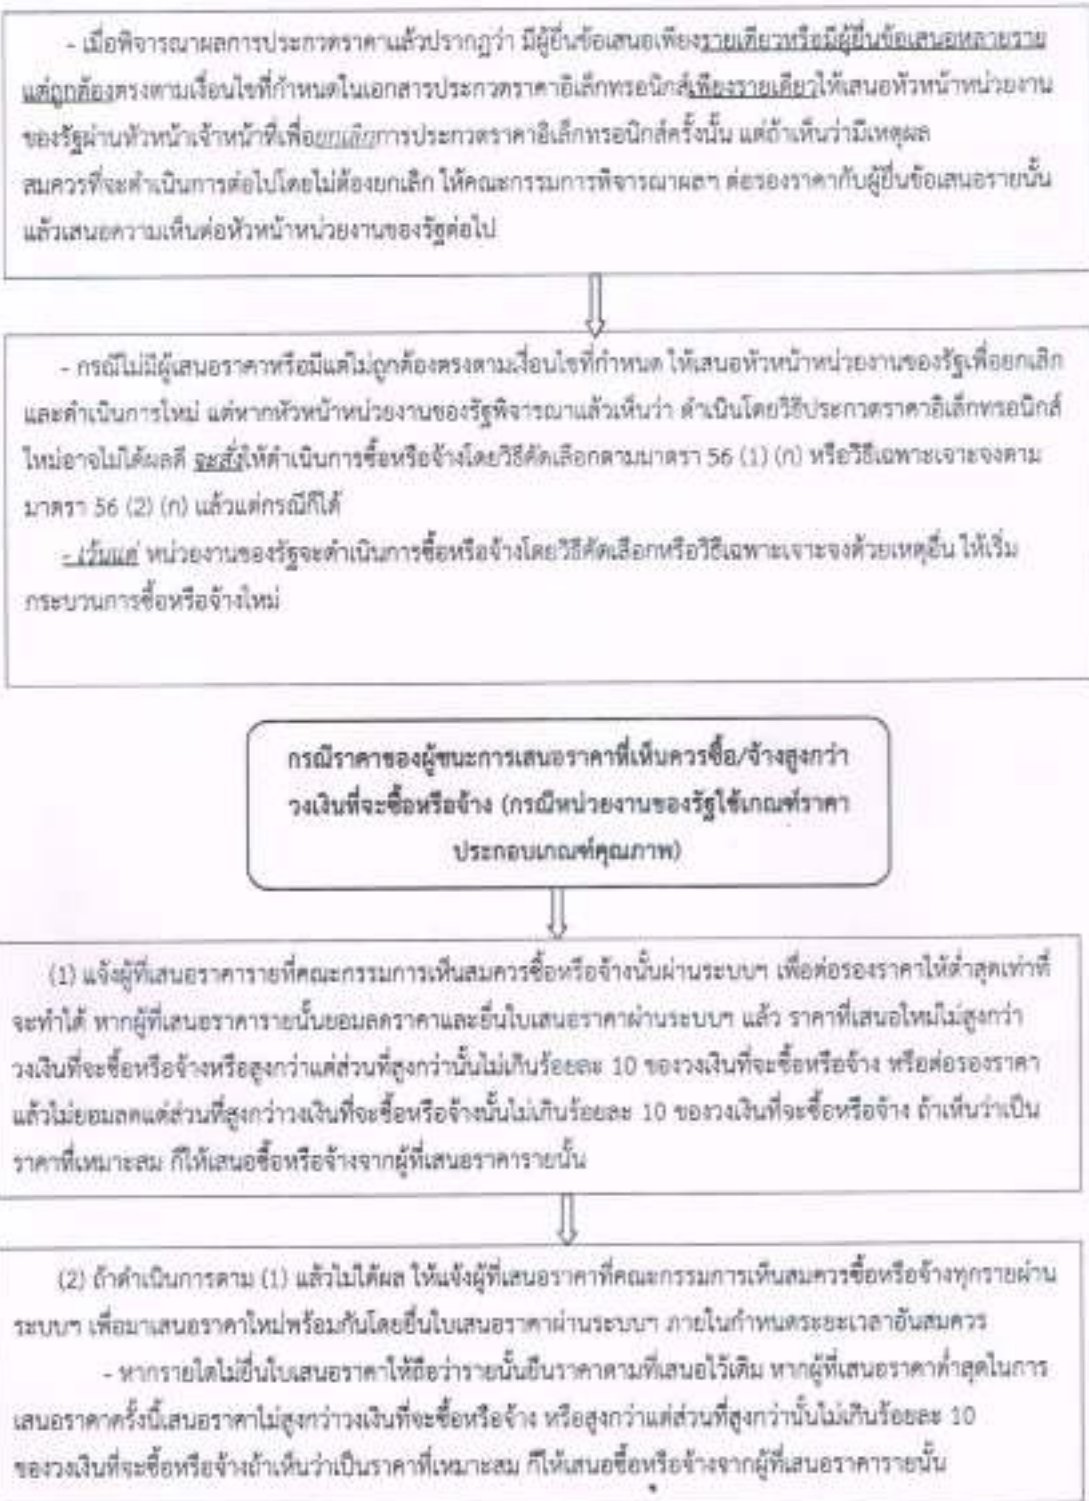 - เมื่อพิจารณาผลการประกวดราคาแล้วปรากฏว่า มีผู้ยื่นข้อเสนอเพียงรายเดียวหรือมีผู้ยื่นข้อเสนอหลายราย
แต่ถูกต้องตรงตามเงื่อนไขที่กำหนดในเอกสารประกวดราคาอิเล็กทรอนิกส์เพียงรายเดียวให้เสนอหัวหน้าหน่วยงาน
ของรัฐผ่านหัวหน้าเจ้าหน้าที่เพื่อยกเลิกการประกวดราคาอิเล็กทรอนิกส์ครั้งนั้น แต่ถ้าเห็นว่ามีเหตุผล
สมควรที่จะดำเนินการต่อไปโดยไม่ต้องยกเลิก ให้คณะกรรมการพิจารณาผลฯ ต่อรองราคากับผู้ยื่นข้อเสนอรายนั้น
แล้วเสนอความเห็นต่อหัวหน้าหน่วยงานของรัฐต่อไป
- กรณีไม่มีผู้เสนอราคาหรือมีแต่ไม่ถูกต้องตรงตามเงื่อนไขที่กำหนด ให้เสนอหัวหน้าหน่วยงานของรัฐเพื่อยกเลิก
และดำเนินการใหม่ แต่หากหัวหน้าหน่วยงานของรัฐพิจารณาแล้วเห็นว่า ดำเนินโดยวิธีประกวดราคาอิเล็กทรอนิกส์
ใหม่อาจไม่ได้ผลดี จะสั่งให้ดำเนินการซื้อหรือจ้างโดยวิธีคัดเลือกตามมาตรา 56 (1) (ก) หรือวิธีเฉพาะเจาะจงตาม
มาตรา 56 (2) (ก) แล้วแต่กรณีก็ได้
- เว้นแต่ หน่วยงานของรัฐจะดำเนินการซื้อหรือจ้างโดยวิธีคัดเลือกหรือวิธีเฉพาะเจาะจงด้วยเหตุอื่น ให้เริ่ม
กระบวนการซื้อหรือจ้างใหม่
กรณีราคาของผู้ชนะการเสนอราคาที่เห็นควรซื้อ/จ้างสูงกว่า
วงเงินที่จะซื้อหรือจ้าง (กรณีหน่วยงานของรัฐใช้เกณฑ์ราคา
ประกอบเกณฑ์คุณภาพ)
(1) แจ้งผู้ที่เสนอราคารายที่คณะกรรมการเห็นสมควรซื้อหรือจ้างนั้นผ่านระบบฯ เพื่อต่อรองราคาให้ต่ำสุดเท่าที่
จะทำได้ หากผู้ที่เสนอราคารายนั้นยอมลดราคาและยื่นใบเสนอราคาผ่านระบบฯ แล้ว ราคาที่เสนอใหม่ไม่สูงกว่า
วงเงินที่จะซื้อหรือจ้างหรือสูงกว่าแต่ส่วนที่สูงกว่านั้นไม่เกินร้อยละ 10 ของวงเงินที่จะซื้อหรือจ้าง หรือต่อรองราคา
แล้วไม่ยอมลดแต่ส่วนที่สูงกว่าวงเงินที่จะซื้อหรือจ้างนั้นไม่เกินร้อยละ 10 ของวงเงินที่จะซื้อหรือจ้าง ถ้าเห็นว่าเป็น
ราคาที่เหมาะสม ก็ให้เสนอซื้อหรือจ้างจากผู้ที่เสนอราคารายนั้น
(2) ถ้าดำเนินการตาม (1) แล้วไม่ได้ผล ให้แจ้งผู้ที่เสนอราคาที่คณะกรรมการเห็นสมควรซื้อหรือจ้างทุกรายผ่าน
ระบบฯ เพื่อมาเสนอราคาใหม่พร้อมกันโดยยื่นใบเสนอราคาผ่านระบบฯ ภายในกำหนดระยะเวลาอันสมควร
- หากรายใดไม่ยื่นใบเสนอราคาให้ถือว่ารายนั้นยืนราคาตามที่เสนอไว้เดิม หากผู้ที่เสนอราคาต่ำสุดในการ
เสนอราคาครั้งนี้เสนอราคาไม่สูงกว่าวงเงินที่จะซื้อหรือจ้าง หรือสูงกว่าแต่ส่วนที่สูงกว่านั้นไม่เกินร้อยละ 10
ของวงเงินที่จะซื้อหรือจ้างถ้าเห็นว่าเป็นราคาที่เหมาะสม ก็ให้เสนอซื้อหรือจ้างจากผู้ที่เสนอราคารายนั้น